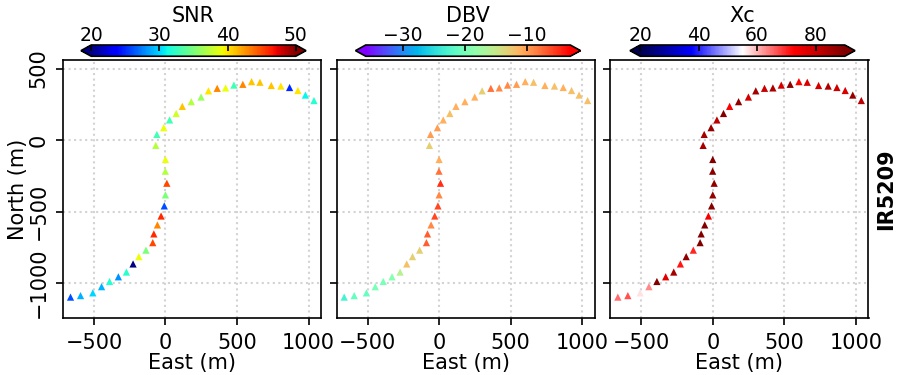 SNR DBV Xc
20 30 40 50 −30 −20 −10 20 40 60 80
500
0
−500
−1000
North (m)
IR5209
−500 0 500 1000 −500 0 500 1000 −500 0 500 1000
East (m) East (m) East (m)